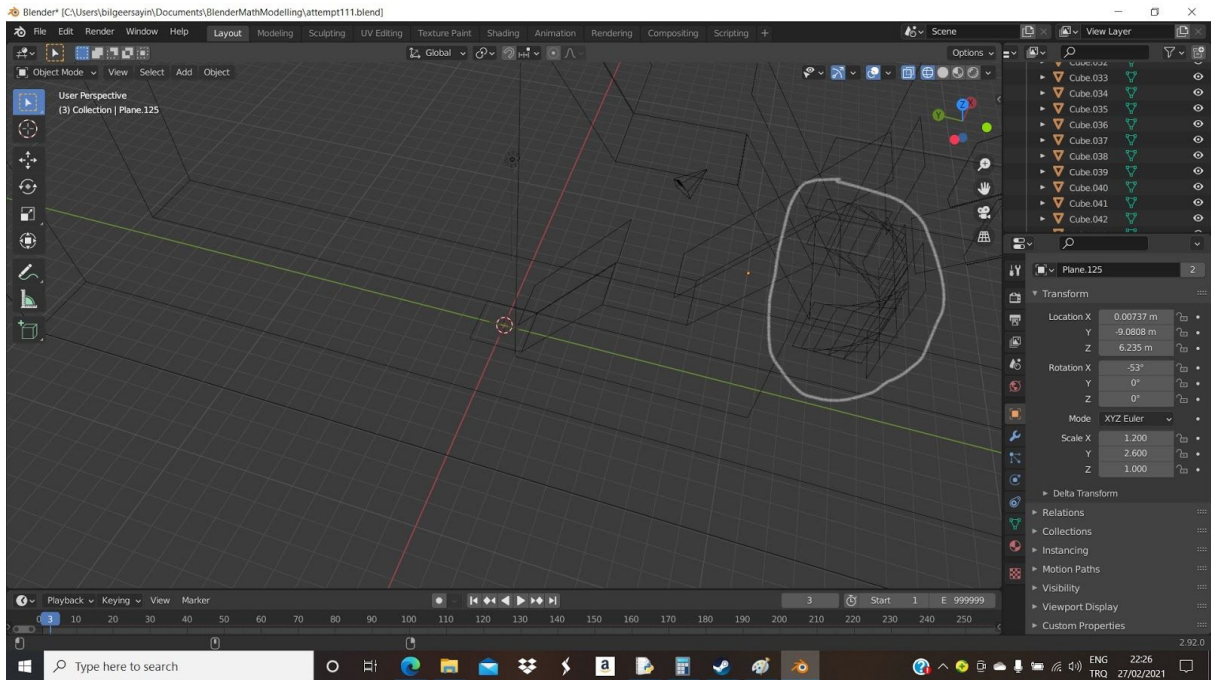 Blender* [C:\Users\bilgeersayin\Documents\BlenderMathModelling\attempt111.blend]
File Edit Render Window Help Layout Modeling Sculpting UV Editing Texture Paint Shading Animation Rendering Compositing Scripting + Scene View Layer
Global Options
Object Mode View Select Add Object
User Perspective
(3) Collection | Plane.125
Z
Y
Cube.032
Cube.033
Cube.034
Cube.035
Cube.036
Cube.037
Cube.038
Cube.039
Cube.040
Cube.041
Cube.042
Plane.125 2
Transform
Location X 0.00737 m
Y -9.0808 m
Z 6.235 m
Rotation X -53°
Y 0°
Z 0°
Mode XYZ Euler
Scale X 1.200
Y 2.600
Z 1.000
Delta Transform
Relations
Collections
Instancing
Motion Paths
Visibility
Viewport Display
Custom Properties
Playback Keying View Marker 3 Start 1 E 999999
0 3 10 20 30 40 50 60 70 80 90 100 110 120 130 140 150 160 170 180 190 200 210 220 230 240 250
2.92.0
Type here to search
a
ENG 22:26
TRQ 27/02/2021